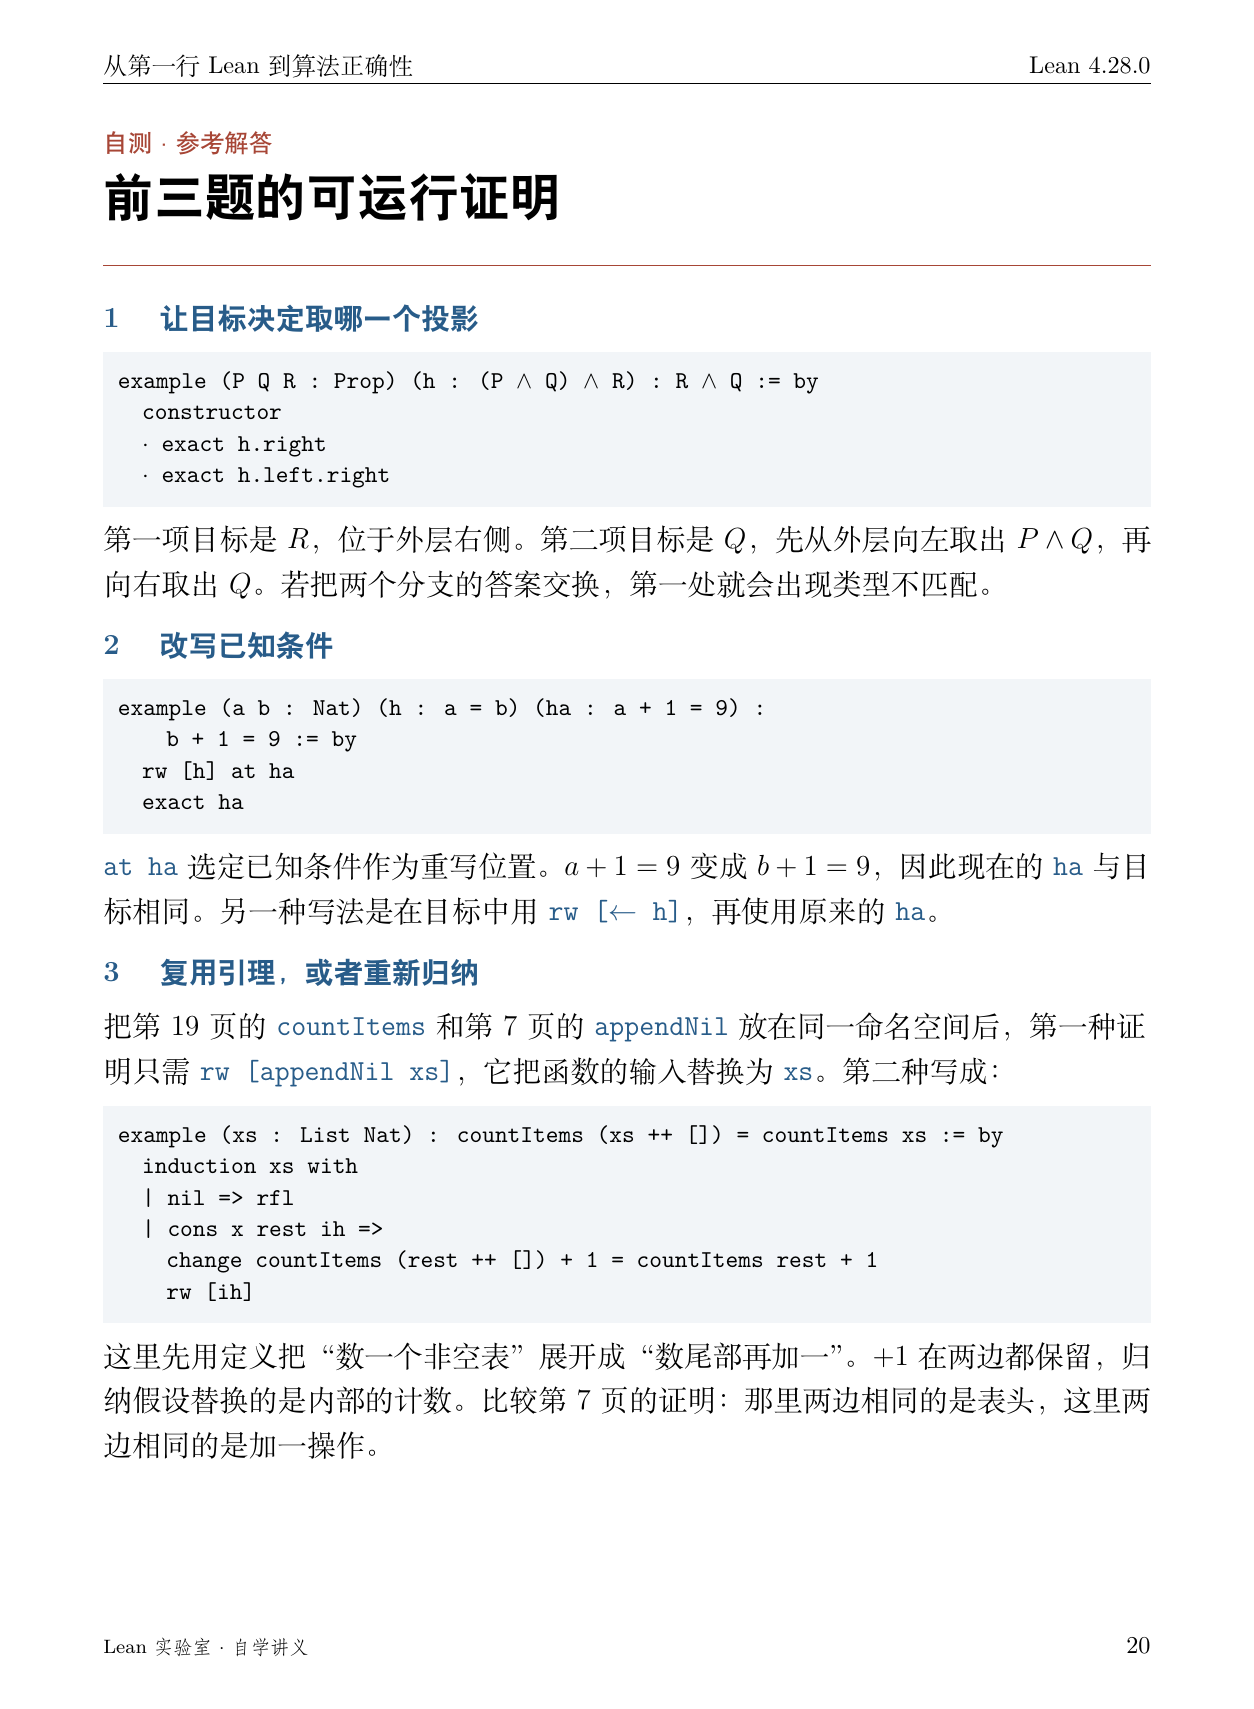 从第一行 Lean 到算法正确性
Lean 4.28.0
自测 · 参考解答
前三题的可运行证明
1 让目标决定取哪一个投影
example (P Q R : Prop) (h : (P ∧ Q) ∧ R) : R ∧ Q := by
  constructor
  · exact h.right
  · exact h.left.right
第一项目标是 R，位于外层右侧。第二项目标是 Q，先从外层向左取出 P ∧ Q，再
向右取出 Q。若把两个分支的答案交换，第一处就会出现类型不匹配。
2 改写已知条件
example (a b : Nat) (h : a = b) (ha : a + 1 = 9) :
    b + 1 = 9 := by
  rw [h] at ha
  exact ha
at ha 选定已知条件作为重写位置。a + 1 = 9 变成 b + 1 = 9，因此现在的 ha 与目
标相同。另一种写法是在目标中用 rw [← h]，再使用原来的 ha。
3 复用引理，或者重新归纳
把第 19 页的 countItems 和第 7 页的 appendNil 放在同一命名空间后，第一种证
明只需 rw [appendNil xs]，它把函数的输入替换为 xs。第二种写成：
example (xs : List Nat) : countItems (xs ++ []) = countItems xs := by
  induction xs with
  | nil => rfl
  | cons x rest ih =>
    change countItems (rest ++ []) + 1 = countItems rest + 1
    rw [ih]
这里先用定义把“数一个非空表”展开成“数尾部再加一”。+1 在两边都保留，归
纳假设替换的是内部的计数。比较第 7 页的证明：那里两边相同的是表头，这里两
边相同的是加一操作。
Lean 实验室 · 自学讲义
20